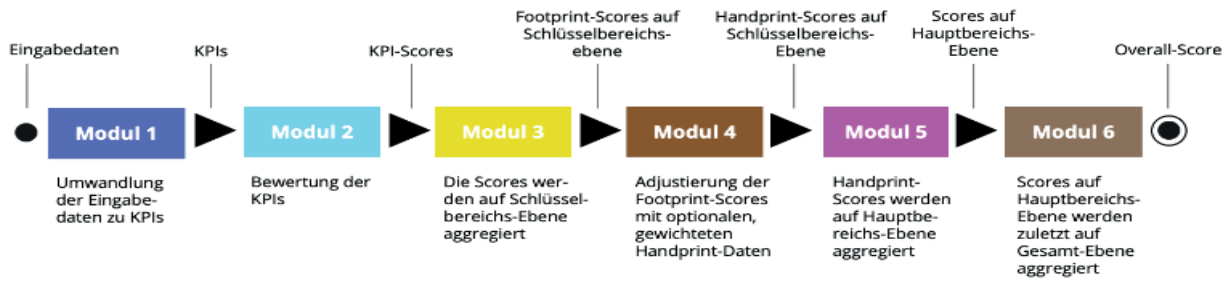 Eingabedaten
KPIs
KPI-Scores
Footprint-Scores auf
Schlüsselbereichs-
ebene
Handprint-Scores auf
Schlüsselbereichs-
Ebene
Scores auf
Hauptbereichs-
Ebene
Overall-Score
Modul 1
Modul 2
Modul 3
Modul 4
Modul 5
Modul 6
Umwandlung
der Eingabe-
daten zu KPIs
Bewertung der
KPIs
Die Scores wer-
den auf Schlüssel-
bereichs-Ebene
aggregiert
Adjustierung der
Footprint-Scores
mit optionalen,
gewichteten
Handprint-Daten
Handprint-
Scores werden
auf Hauptbe-
reichs-Ebene
aggregiert
Scores auf
Hauptbereichs-
Ebene werden
zuletzt auf
Gesamt-Ebene
aggregiert